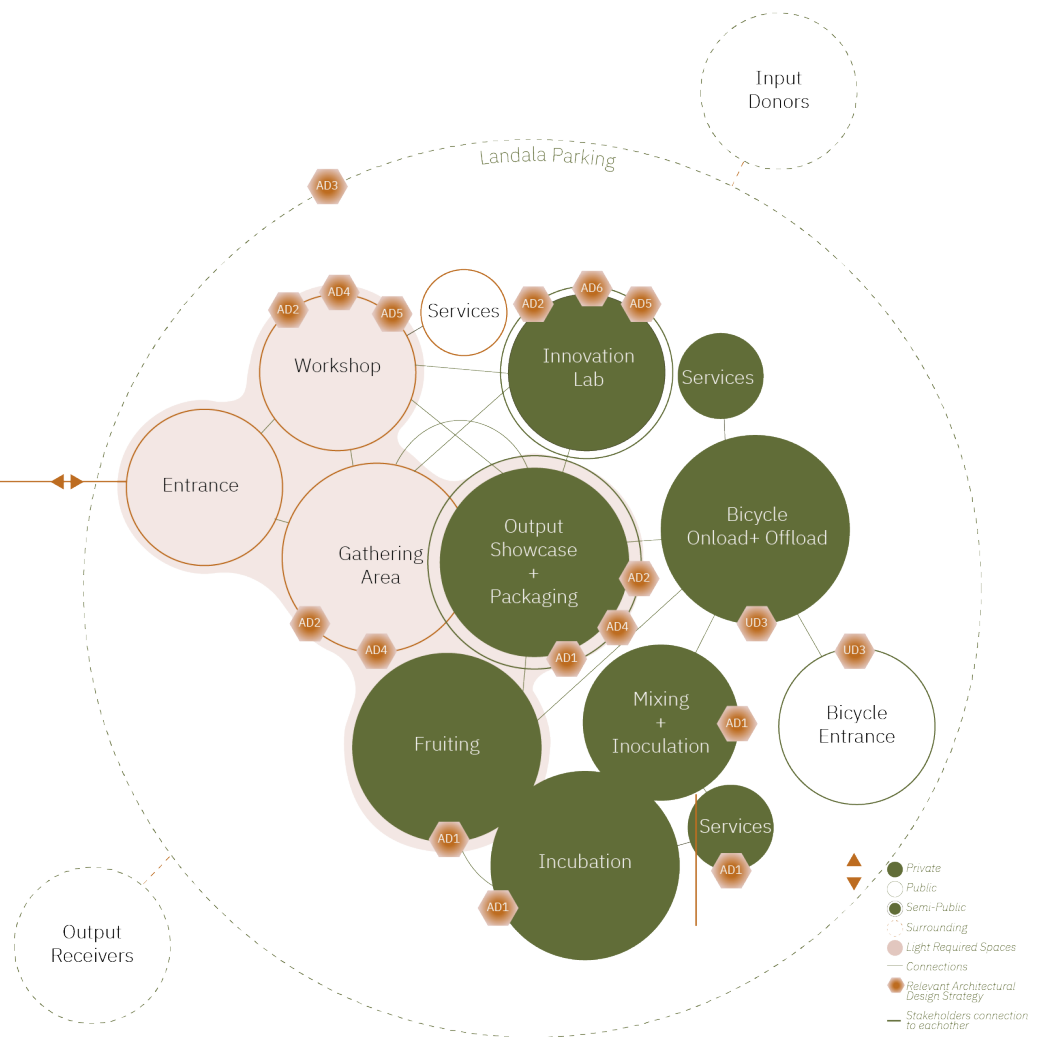 Input
Donors
Landala Parking
AD3
AD2
AD4
AD5
Services
AD2
AD6
AD5
Workshop
Innovation
Lab
Services
Entrance
Gathering
Area
Output
Showcase
+
Packaging
Bicycle
Onload+ Offload
AD2
AD4
AD2
AD4
AD1
UD3
UD3
Fruiting
Mixing
+
Inoculation
AD1
Bicycle
Entrance
AD1
Incubation
AD1
Services
AD1
Output
Receivers
Private
Public
Semi-Public
Surrounding
Light Required Spaces
Connections
Relevant Architectural
Design Strategy
Stakeholders connection
to eachother